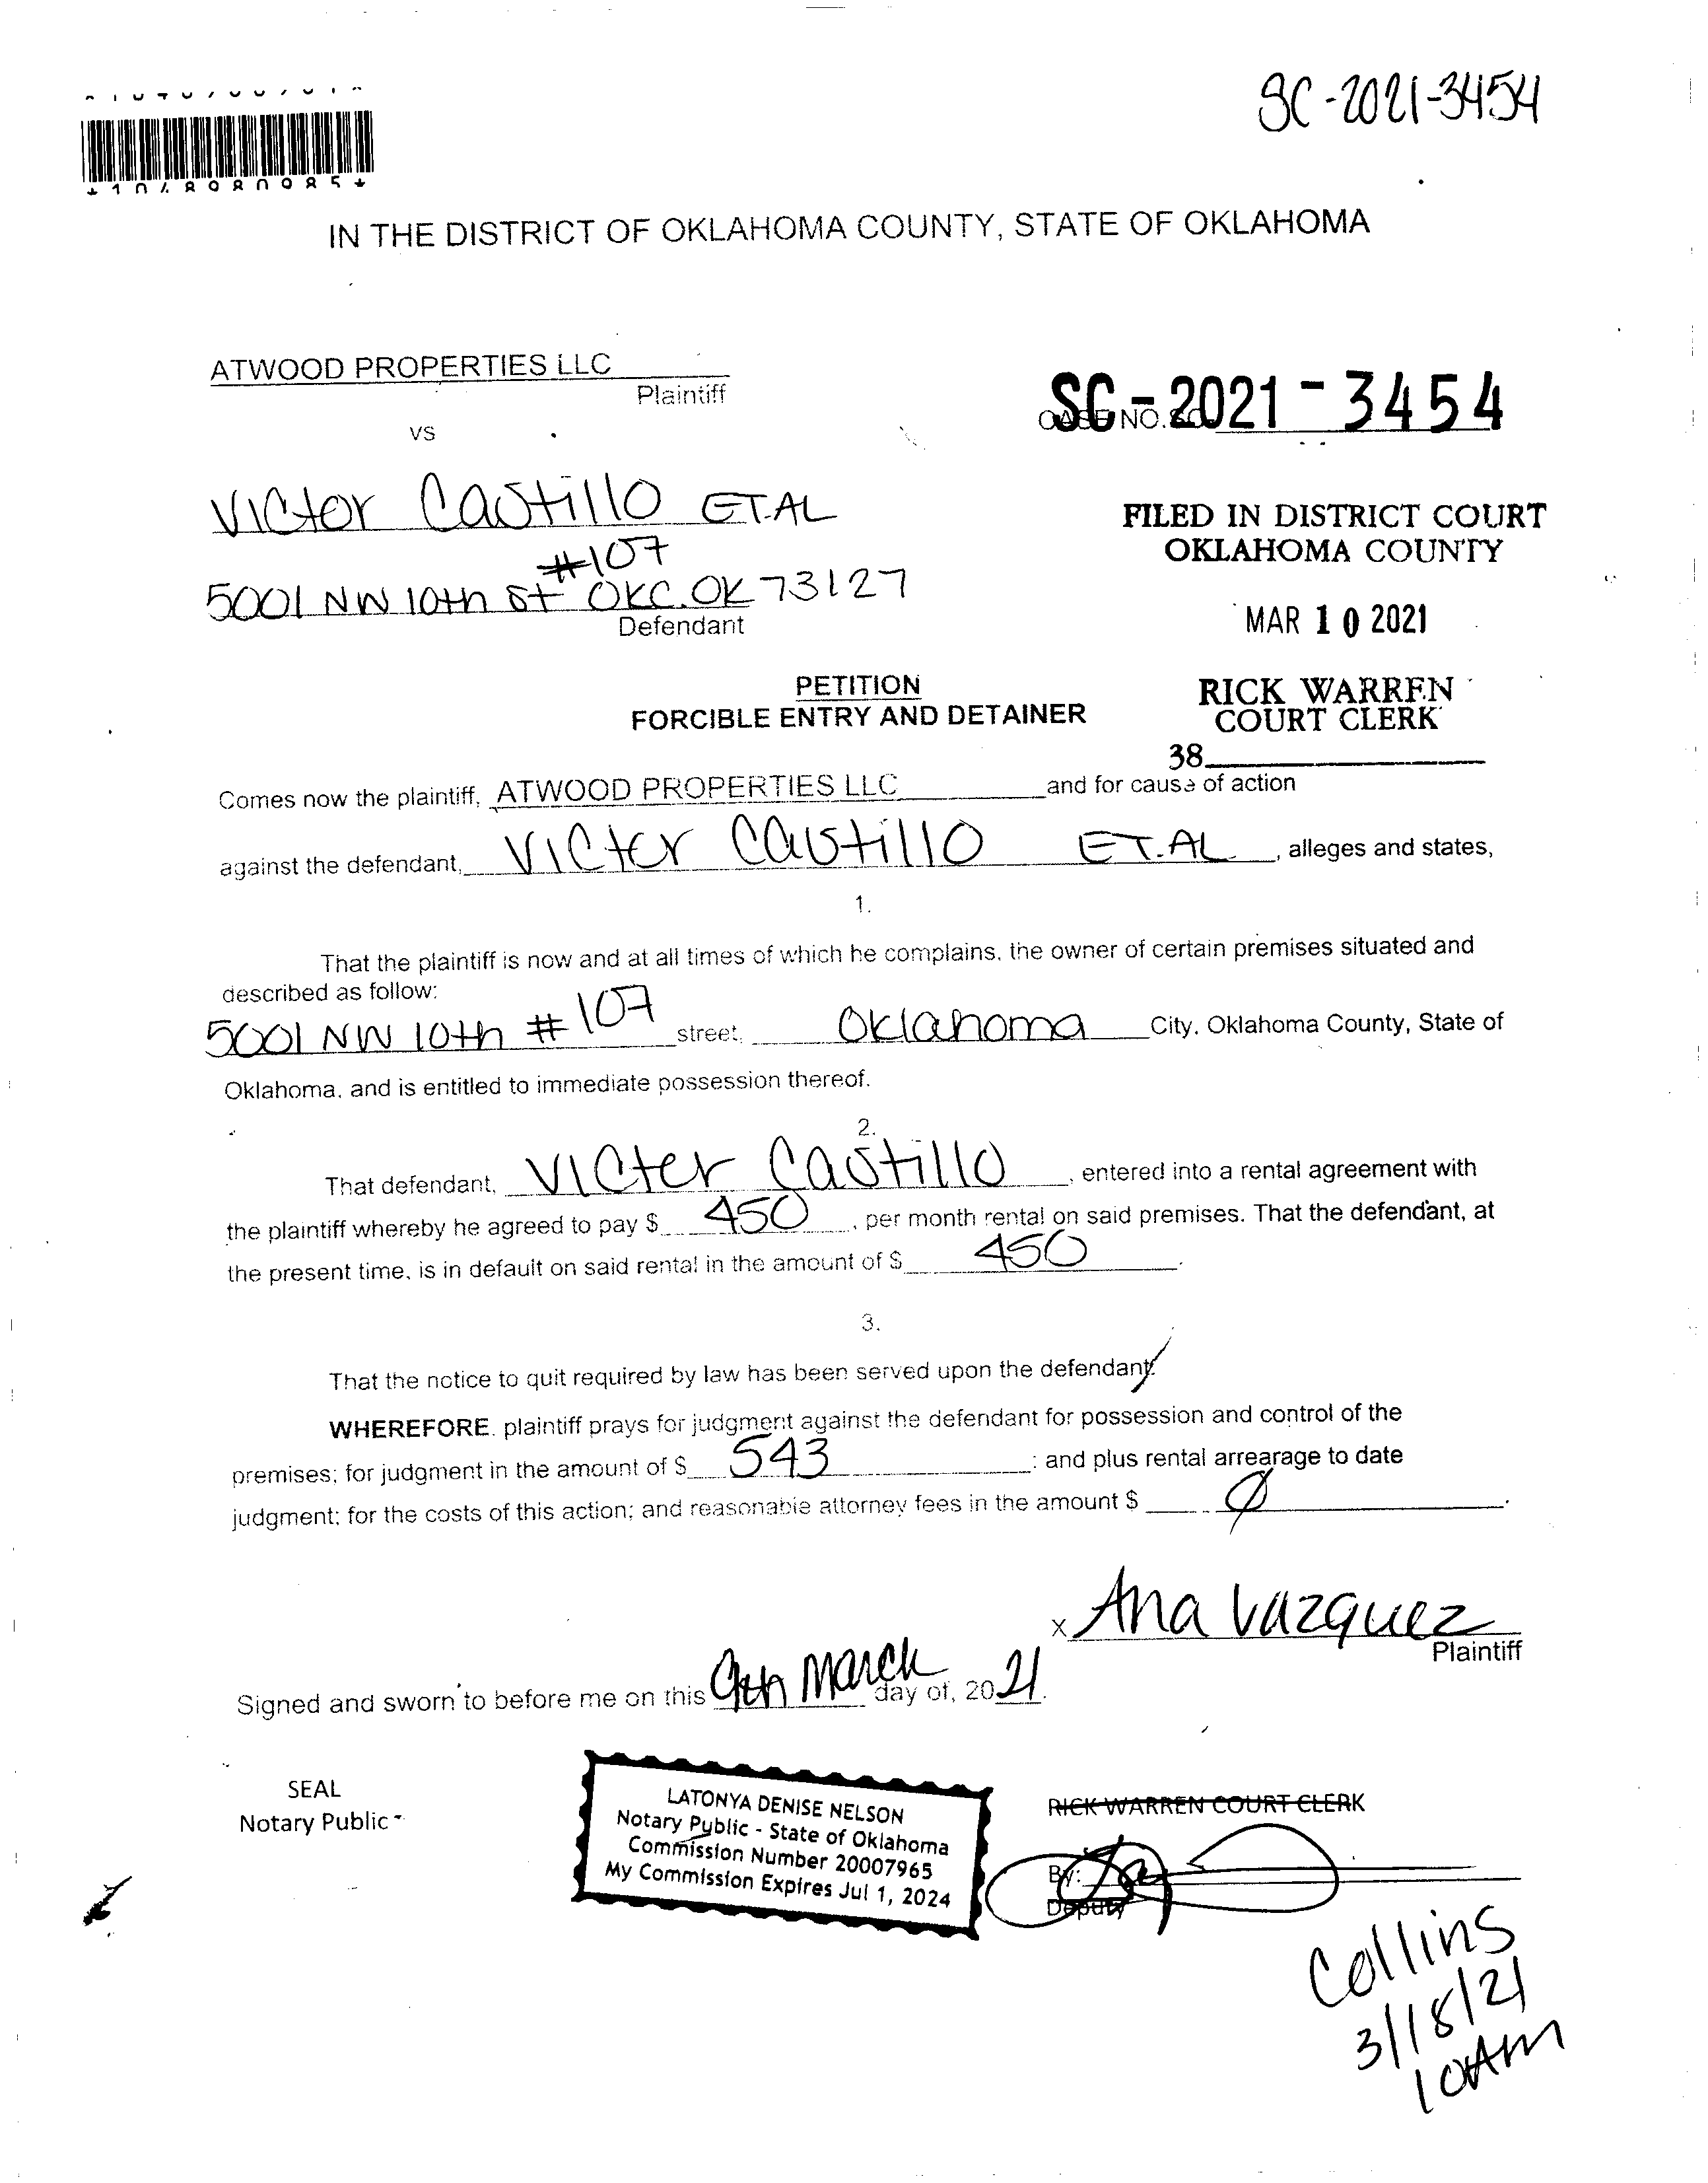 SC-2021-3454
IN THE DISTRICT OF OKLAHOMA COUNTY, STATE OF OKLAHOMA
ATWOOD PROPERTIES LLC
Plaintiff
VS
CASE NO. SC-
SC-2021-3454
Victor Castillo ET.AL
#107
5001 NW 10th St OKC.OK 73127
Defendant
FILED IN DISTRICT COURT
OKLAHOMA COUNTY
MAR 10 2021
RICK WARREN
COURT CLERK
38
PETITION
FORCIBLE ENTRY AND DETAINER
Comes now the plaintiff, ATWOOD PROPERTIES LLC and for cause of action
against the defendant, Victor Castillo ET.AL, alleges and states,
1.
That the plaintiff is now and at all times of which he complains, the owner of certain premises situated and
described as follow:
5001 NW 10th #107 street, Oklahoma City, Oklahoma County, State of
Oklahoma, and is entitled to immediate possession thereof.
2.
That defendant, Victer Castillo, entered into a rental agreement with
the plaintiff whereby he agreed to pay $ 450, per month rental on said premises. That the defendant, at
the present time, is in default on said rental in the amount of $ 450.
3.
That the notice to quit required by law has been served upon the defendant.
WHEREFORE, plaintiff prays for judgment against the defendant for possession and control of the
premises; for judgment in the amount of $ 543; and plus rental arrearage to date
judgment; for the costs of this action; and reasonable attorney fees in the amount $ Ø.
x Ana Vazquez
Plaintiff
Signed and sworn to before me on this 9th March day of, 2021.
SEAL
Notary Public -
LATONYA DENISE NELSON
Notary Public - State of Oklahoma
Commission Number 20007965
My Commission Expires Jul 1, 2024
RICK WARREN COURT CLERK
By:
Deputy
Collins
3/18/21
10AM